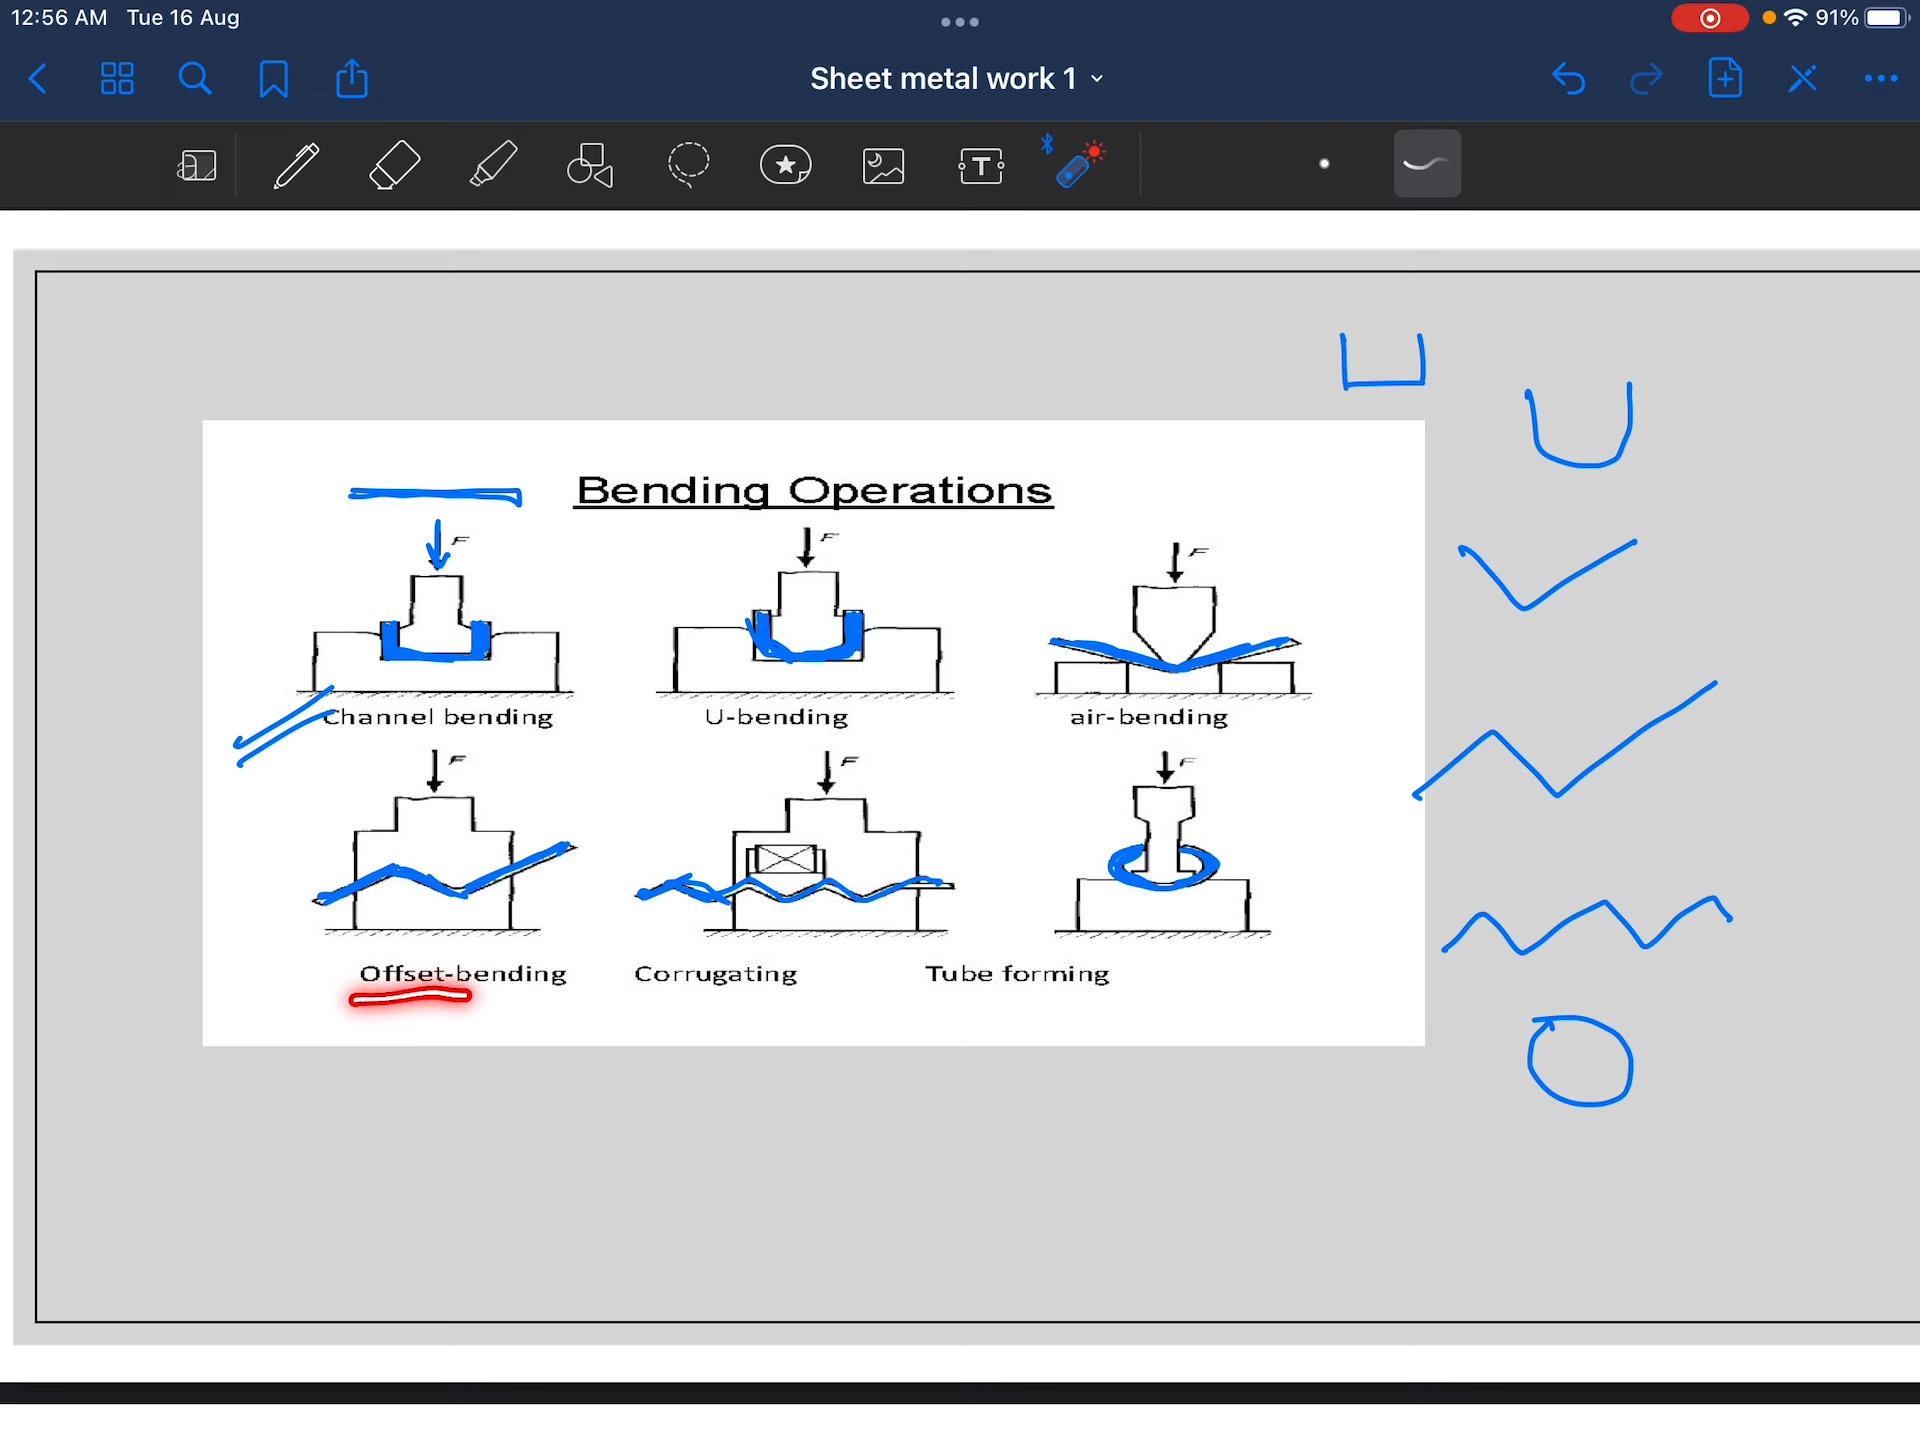 12:56 AM Tue 16 Aug
91%
Sheet metal work 1
T
Bending Operations
F
F
F
Channel bending
U-bending
air-bending
F
F
F
Offset-bending
Corrugating
Tube forming